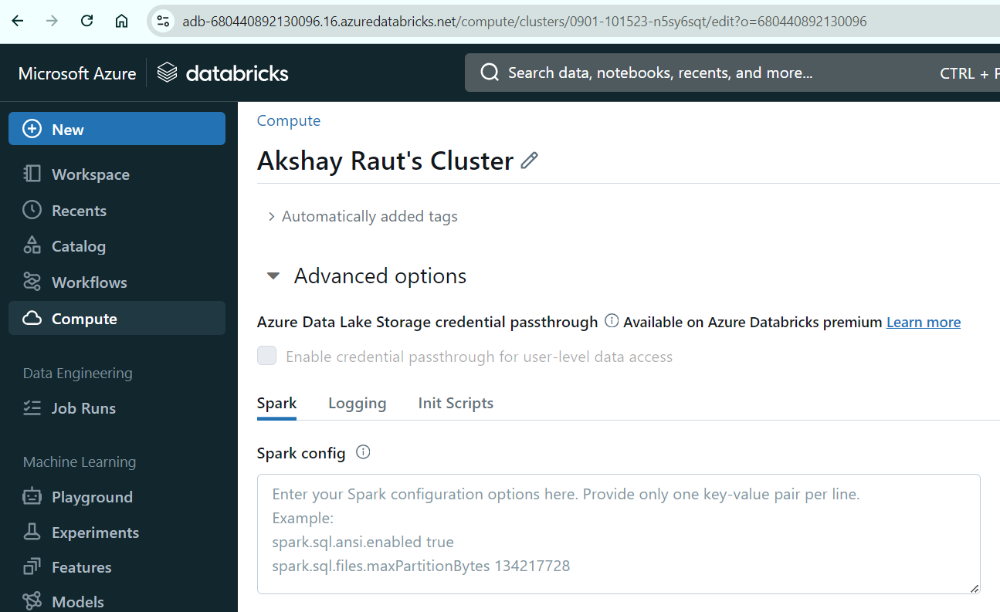 adb-680440892130096.16.azuredatabricks.net/compute/clusters/0901-101523-n5sy6sqt/edit?o=680440892130096
Microsoft Azure databricks
Search data, notebooks, recents, and more... CTRL + P
New
Workspace
Recents
Catalog
Workflows
Compute
Data Engineering
Job Runs
Machine Learning
Playground
Experiments
Features
Models
Compute
Akshay Raut's Cluster
Automatically added tags
Advanced options
Azure Data Lake Storage credential passthrough Available on Azure Databricks premium Learn more
Enable credential passthrough for user-level data access
Spark Logging Init Scripts
Spark config
Enter your Spark configuration options here. Provide only one key-value pair per line.
Example:
spark.sql.ansi.enabled true
spark.sql.files.maxPartitionBytes 134217728